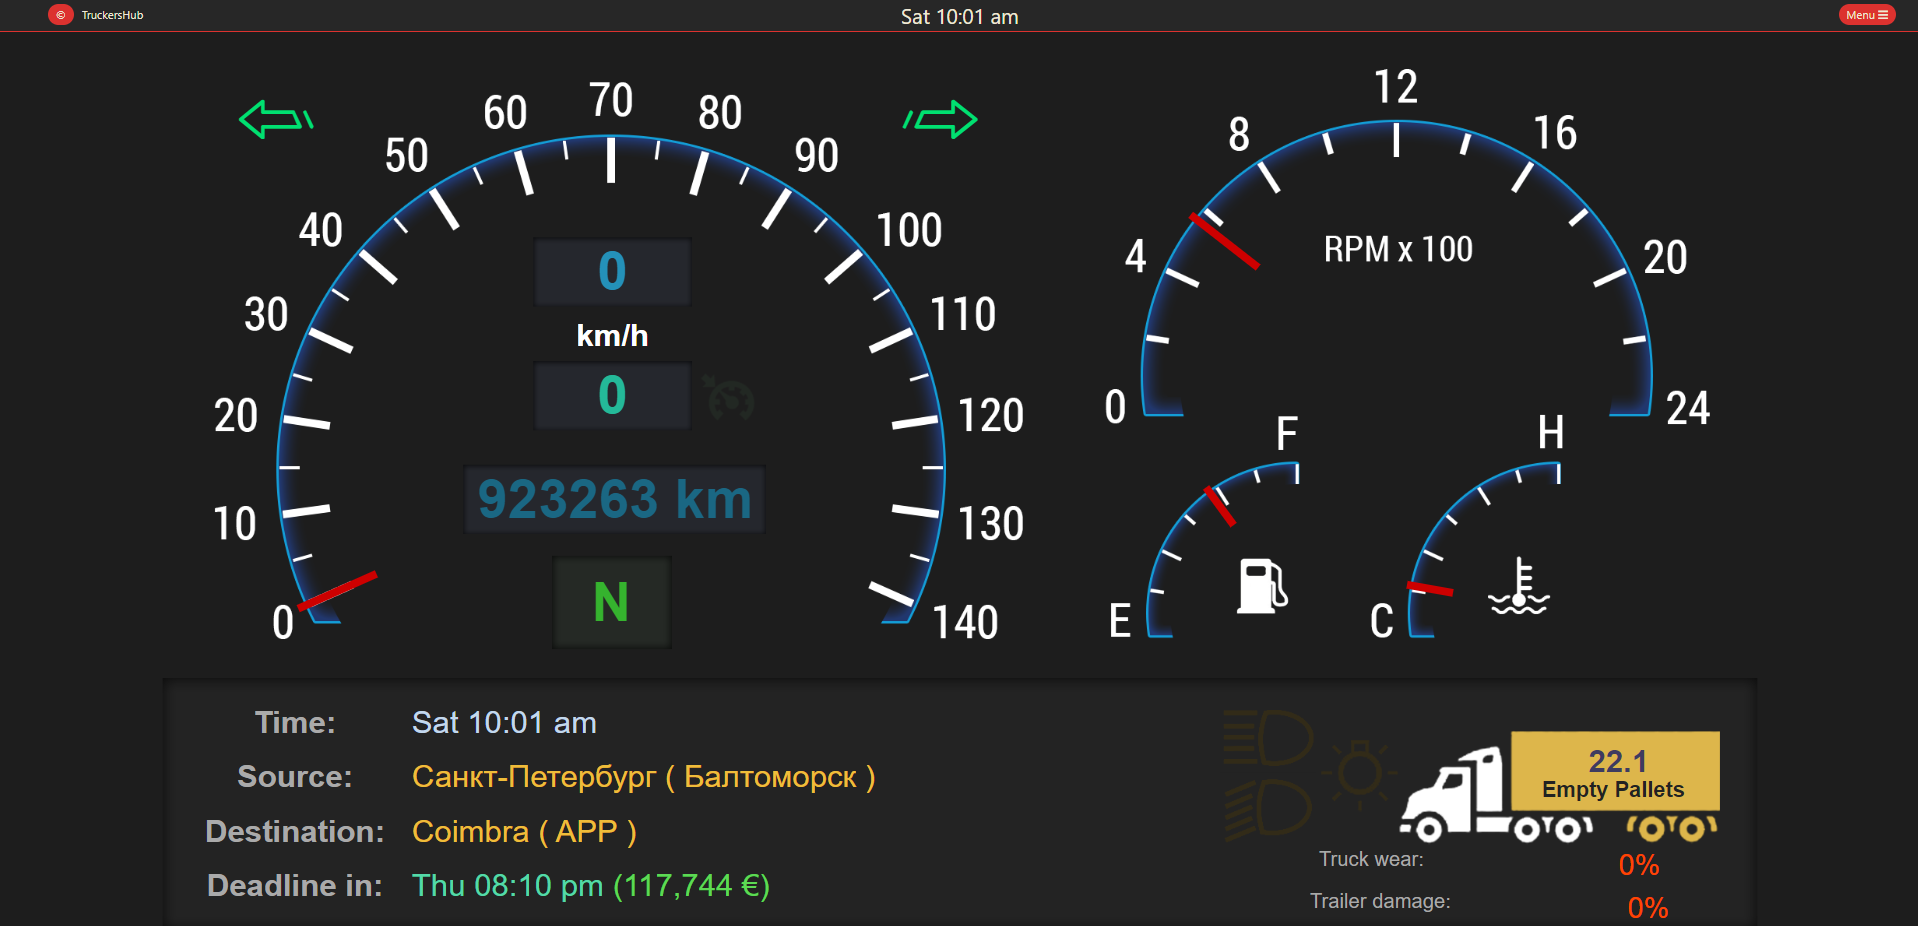 © TruckersHub
Sat 10:01 am
Menu
0
10
20
30
40
50
60
70
80
90
100
110
120
130
140
0
km/h
0
923263 km
N
0
4
8
12
16
20
24
RPM x 100
E
F
C
H
Time: Sat 10:01 am
Source: Санкт-Петербург ( Балтоморск )
Destination: Coimbra ( APP )
Deadline in: Thu 08:10 pm (117,744 €)
22.1
Empty Pallets
Truck wear: 0%
Trailer damage: 0%